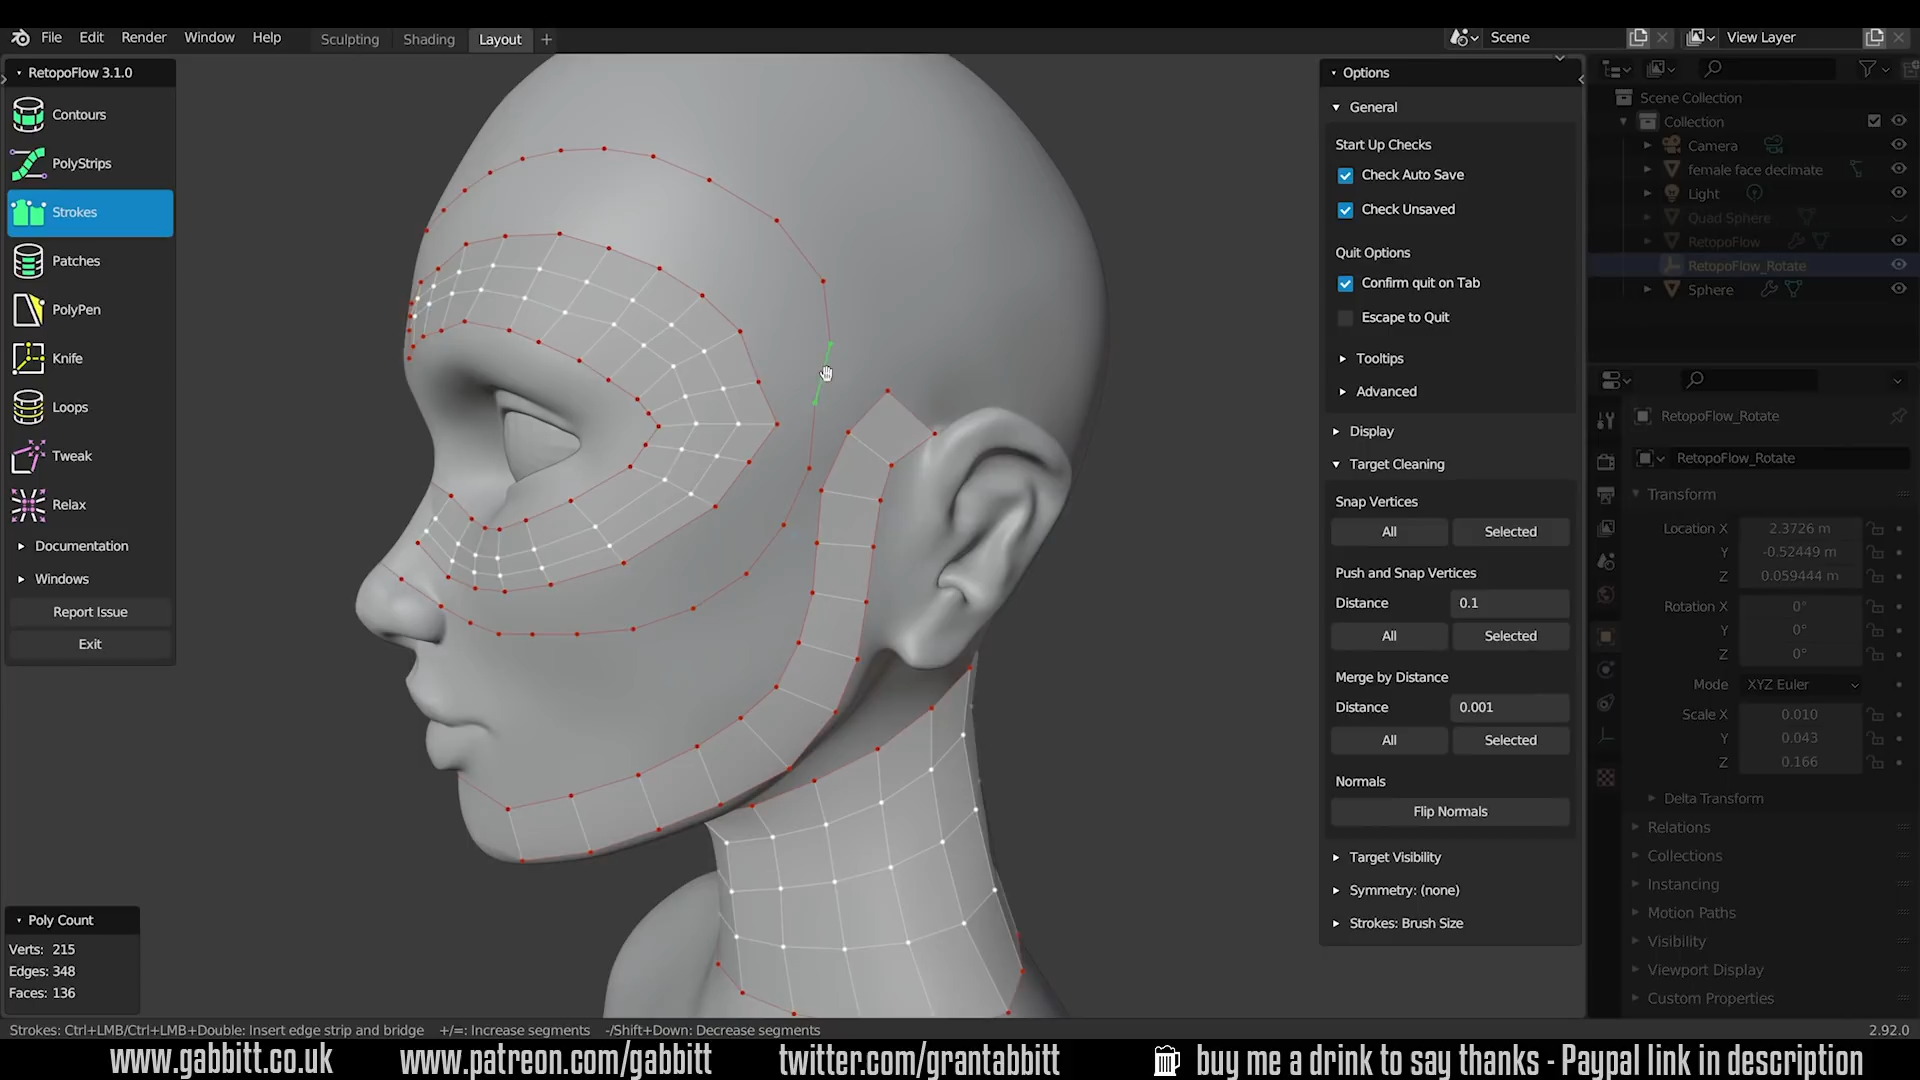 File Edit Render Window Help
Sculpting Shading Layout +
Scene
View Layer
RetopoFlow 3.1.0
Contours
PolyStrips
Strokes
Patches
PolyPen
Knife
Loops
Tweak
Relax
Documentation
Windows
Report Issue
Exit
Poly Count
Verts: 215
Edges: 348
Faces: 136
Options
General
Start Up Checks
Check Auto Save
Check Unsaved
Quit Options
Confirm quit on Tab
Escape to Quit
Tooltips
Advanced
Display
Target Cleaning
Snap Vertices
All Selected
Push and Snap Vertices
Distance 0.1
All Selected
Merge by Distance
Distance 0.001
All Selected
Normals
Flip Normals
Target Visibility
Symmetry: (none)
Strokes: Brush Size
Scene Collection
Collection
Camera
female face decimate
Light
Quad Sphere
RetopoFlow
RetopoFlow_Rotate
Sphere
RetopoFlow_Rotate
RetopoFlow_Rotate
Transform
Location X 2.3726 m
Y -0.52449 m
Z 0.059444 m
Rotation X 0°
Y 0°
Z 0°
Mode XYZ Euler
Scale X 0.010
Y 0.043
Z 0.166
Delta Transform
Relations
Collections
Instancing
Motion Paths
Visibility
Viewport Display
Custom Properties
Strokes: Ctrl+LMB/Ctrl+LMB+Double: Insert edge strip and bridge +/=: Increase segments -/Shift+Down: Decrease segments
2.92.0
www.gabbitt.co.uk www.patreon.com/gabbitt twitter.com/grantabbitt buy me a drink to say thanks - Paypal link in description